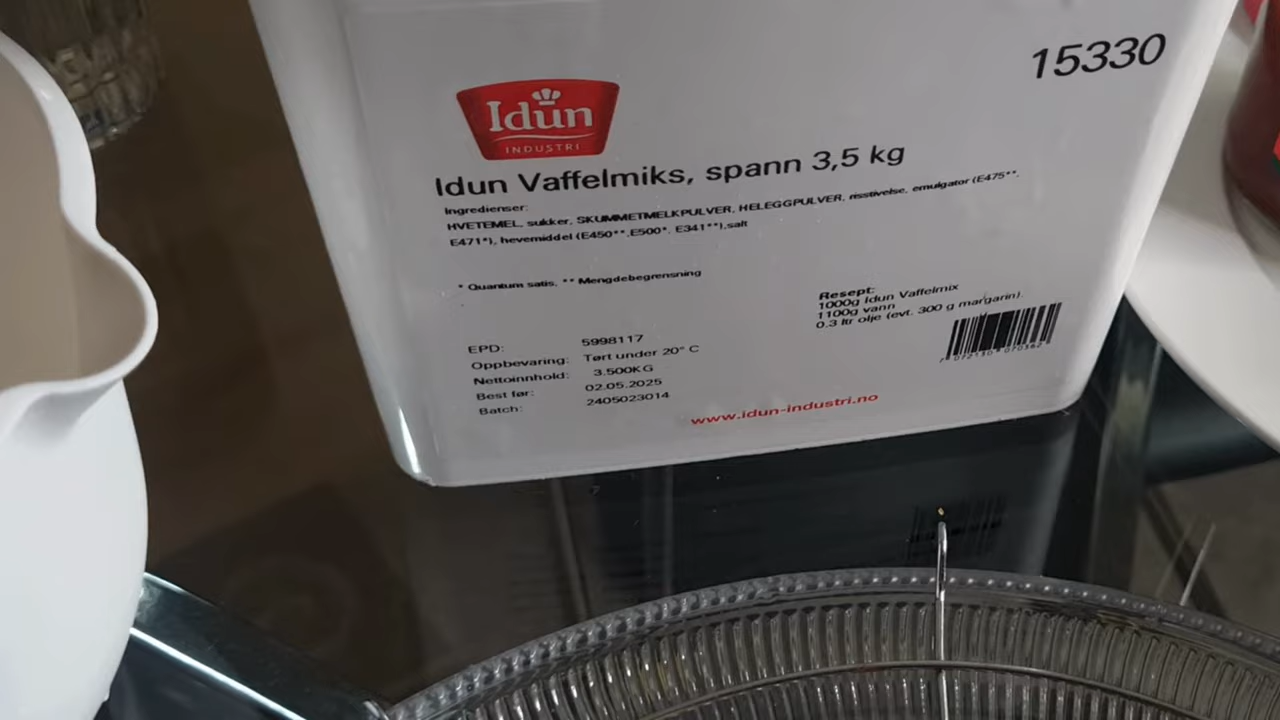 15330
Idun
INDUSTRI
Idun Vaffelmiks, spann 3,5 kg
Ingredienser:
HVETEMEL, sukker, SKUMMETMELKPULVER, HELEGGPULVER, risstivelse, emulgator (E475**,
E471*), hevemiddel (E450**,E500*, E341**),salt
* Quantum satis, ** Mengdebegrensning
Resept:
1000g Idun Vaffelmix
1100g vann
0.3 ltr olje (evt. 300 g margarin).
EPD: 5998117
Oppbevaring: Tørt under 20° C
Nettoinnhold: 3.500KG
Best før: 02.05.2025
Batch: 2405023014
www.idun-industri.no